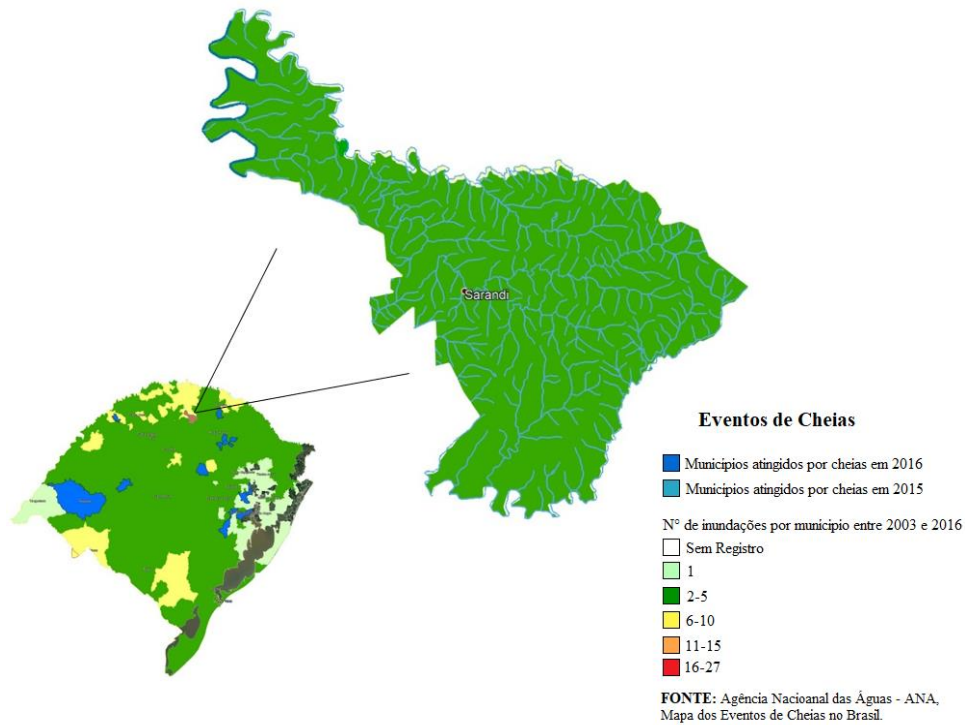 Sarandi
Eventos de Cheias
Municipios atingidos por cheias em 2016
Municipios atingidos por cheias em 2015
N° de inundações por municipio entre 2003 e 2016
Sem Registro
1
2-5
6-10
11-15
16-27
FONTE: Agência Nacioanal das Águas - ANA,
Mapa dos Eventos de Cheias no Brasil.